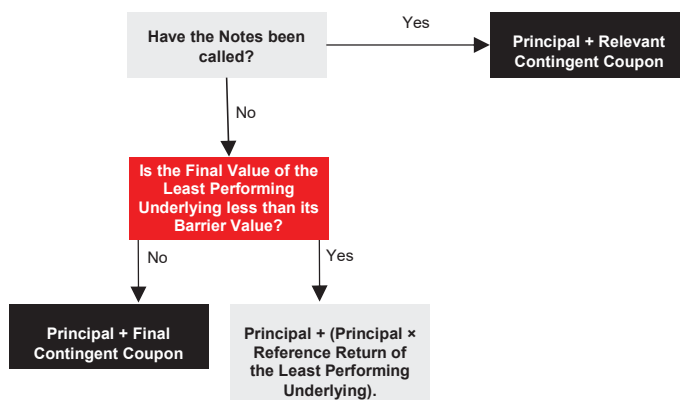 Have the Notes been
called?
Yes
Principal + Relevant
Contingent Coupon
No
Is the Final Value of the
Least Performing
Underlying less than its
Barrier Value?
No
Yes
Principal + Final
Contingent Coupon
Principal + (Principal ×
Reference Return of
the Least Performing
Underlying).